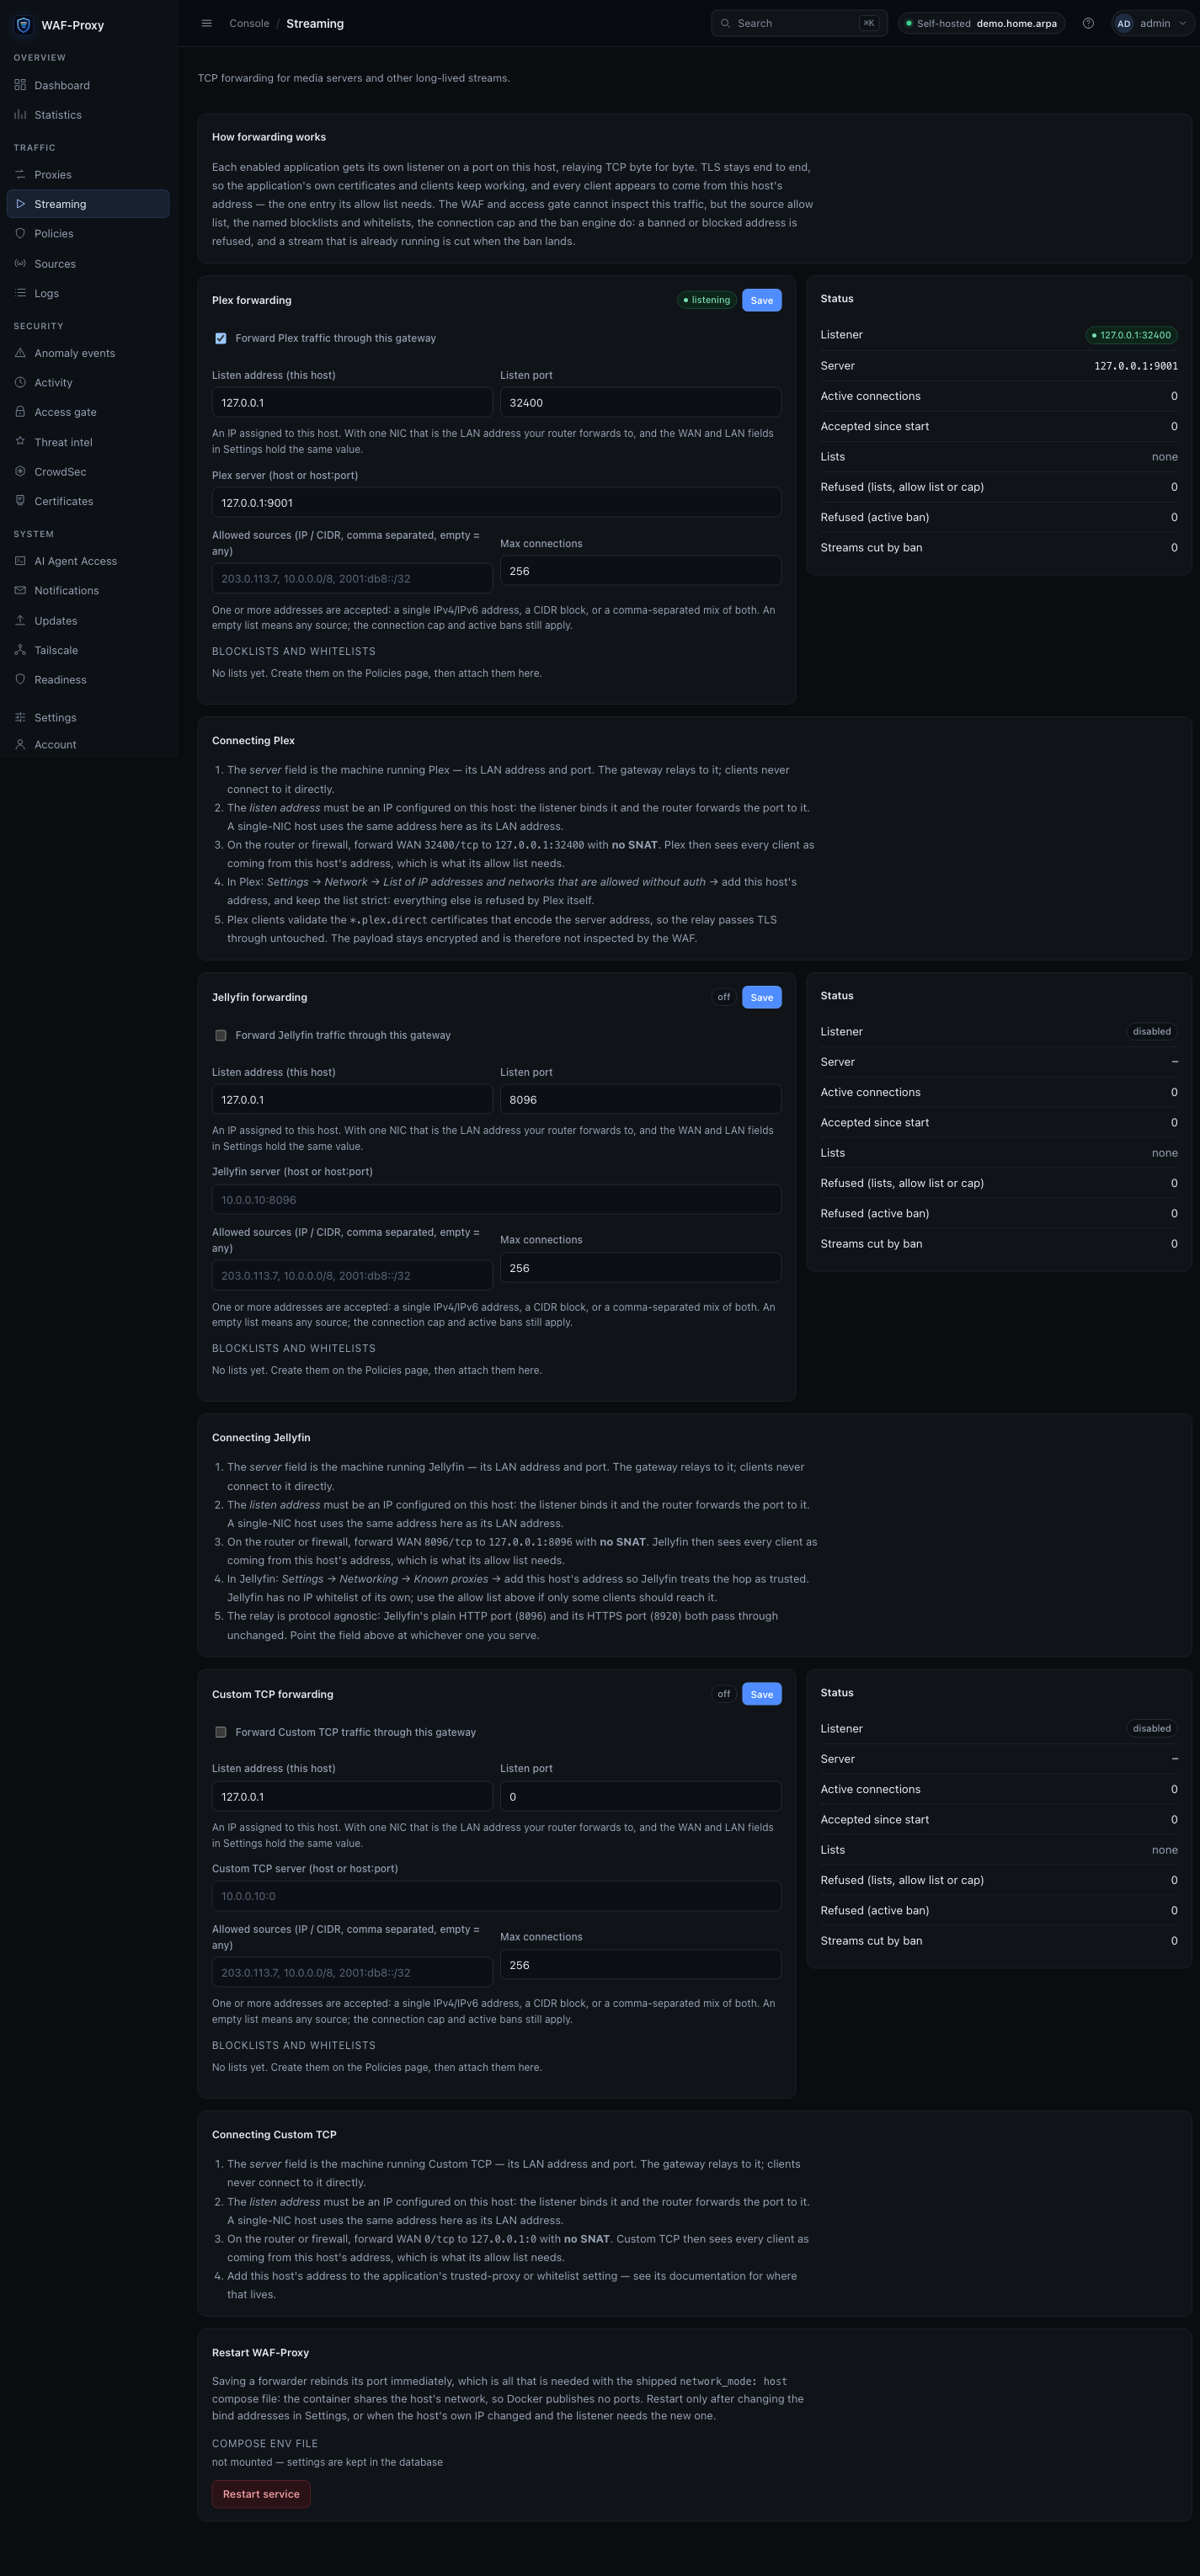 WAF-Proxy
OVERVIEW
Dashboard
Statistics
TRAFFIC
Proxies
Streaming
Policies
Sources
Logs
SECURITY
Anomaly events
Activity
Access gate
Threat intel
CrowdSec
Certificates
SYSTEM
AI Agent Access
Notifications
Updates
Tailscale
Readiness
Settings
Account
Console / Streaming
Search ⌘K
Self-hosted demo.home.arpa
AD admin
TCP forwarding for media servers and other long-lived streams.
How forwarding works
Each enabled application gets its own listener on a port on this host, relaying TCP byte for byte. TLS stays end to end,
so the application's own certificates and clients keep working, and every client appears to come from this host's
address — the one entry its allow list needs. The WAF and access gate cannot inspect this traffic, but the source allow
list, the named blocklists and whitelists, the connection cap and the ban engine do: a banned or blocked address is
refused, and a stream that is already running is cut when the ban lands.
Plex forwarding
listening
Save
Forward Plex traffic through this gateway
Listen address (this host)
Listen port
127.0.0.1
32400
An IP assigned to this host. With one NIC that is the LAN address your router forwards to, and the WAN and LAN fields
in Settings hold the same value.
Plex server (host or host:port)
127.0.0.1:9001
Allowed sources (IP / CIDR, comma separated, empty =
any)
Max connections
203.0.113.7, 10.0.0.0/8, 2001:db8::/32
256
One or more addresses are accepted: a single IPv4/IPv6 address, a CIDR block, or a comma-separated mix of both. An
empty list means any source; the connection cap and active bans still apply.
BLOCKLISTS AND WHITELISTS
No lists yet. Create them on the Policies page, then attach them here.
Status
Listener 127.0.0.1:32400
Server 127.0.0.1:9001
Active connections 0
Accepted since start 0
Lists none
Refused (lists, allow list or cap) 0
Refused (active ban) 0
Streams cut by ban 0
Connecting Plex
1. The server field is the machine running Plex — its LAN address and port. The gateway relays to it; clients never
connect to it directly.
2. The listen address must be an IP configured on this host: the listener binds it and the router forwards the port to it.
A single-NIC host uses the same address here as its LAN address.
3. On the router or firewall, forward WAN 32400/tcp to 127.0.0.1:32400 with no SNAT. Plex then sees every client as
coming from this host's address, which is what its allow list needs.
4. In Plex: Settings → Network → List of IP addresses and networks that are allowed without auth → add this host's
address, and keep the list strict: everything else is refused by Plex itself.
5. Plex clients validate the *.plex.direct certificates that encode the server address, so the relay passes TLS
through untouched. The payload stays encrypted and is therefore not inspected by the WAF.
Jellyfin forwarding
off
Save
Forward Jellyfin traffic through this gateway
Listen address (this host)
Listen port
127.0.0.1
8096
An IP assigned to this host. With one NIC that is the LAN address your router forwards to, and the WAN and LAN fields
in Settings hold the same value.
Jellyfin server (host or host:port)
10.0.0.10:8096
Allowed sources (IP / CIDR, comma separated, empty =
any)
Max connections
203.0.113.7, 10.0.0.0/8, 2001:db8::/32
256
One or more addresses are accepted: a single IPv4/IPv6 address, a CIDR block, or a comma-separated mix of both. An
empty list means any source; the connection cap and active bans still apply.
BLOCKLISTS AND WHITELISTS
No lists yet. Create them on the Policies page, then attach them here.
Status
Listener disabled
Server –
Active connections 0
Accepted since start 0
Lists none
Refused (lists, allow list or cap) 0
Refused (active ban) 0
Streams cut by ban 0
Connecting Jellyfin
1. The server field is the machine running Jellyfin — its LAN address and port. The gateway relays to it; clients never
connect to it directly.
2. The listen address must be an IP configured on this host: the listener binds it and the router forwards the port to it.
A single-NIC host uses the same address here as its LAN address.
3. On the router or firewall, forward WAN 8096/tcp to 127.0.0.1:8096 with no SNAT. Jellyfin then sees every client as
coming from this host's address, which is what its allow list needs.
4. In Jellyfin: Settings → Networking → Known proxies → add this host's address so Jellyfin treats the hop as trusted.
Jellyfin has no IP whitelist of its own; use the allow list above if only some clients should reach it.
5. The relay is protocol agnostic: Jellyfin's plain HTTP port (8096) and its HTTPS port (8920) both pass through
unchanged. Point the field above at whichever one you serve.
Custom TCP forwarding
off
Save
Forward Custom TCP traffic through this gateway
Listen address (this host)
Listen port
127.0.0.1
0
An IP assigned to this host. With one NIC that is the LAN address your router forwards to, and the WAN and LAN fields
in Settings hold the same value.
Custom TCP server (host or host:port)
10.0.0.10:0
Allowed sources (IP / CIDR, comma separated, empty =
any)
Max connections
203.0.113.7, 10.0.0.0/8, 2001:db8::/32
256
One or more addresses are accepted: a single IPv4/IPv6 address, a CIDR block, or a comma-separated mix of both. An
empty list means any source; the connection cap and active bans still apply.
BLOCKLISTS AND WHITELISTS
No lists yet. Create them on the Policies page, then attach them here.
Status
Listener disabled
Server –
Active connections 0
Accepted since start 0
Lists none
Refused (lists, allow list or cap) 0
Refused (active ban) 0
Streams cut by ban 0
Connecting Custom TCP
1. The server field is the machine running Custom TCP — its LAN address and port. The gateway relays to it; clients
never connect to it directly.
2. The listen address must be an IP configured on this host: the listener binds it and the router forwards the port to it.
A single-NIC host uses the same address here as its LAN address.
3. On the router or firewall, forward WAN 0/tcp to 127.0.0.1:0 with no SNAT. Custom TCP then sees every client as
coming from this host's address, which is what its allow list needs.
4. Add this host's address to the application's trusted-proxy or whitelist setting — see its documentation for where
that lives.
Restart WAF-Proxy
Saving a forwarder rebinds its port immediately, which is all that is needed with the shipped network_mode: host
compose file: the container shares the host's network, so Docker publishes no ports. Restart only after changing the
bind addresses in Settings, or when the host's own IP changed and the listener needs the new one.
COMPOSE ENV FILE
not mounted — settings are kept in the database
Restart service